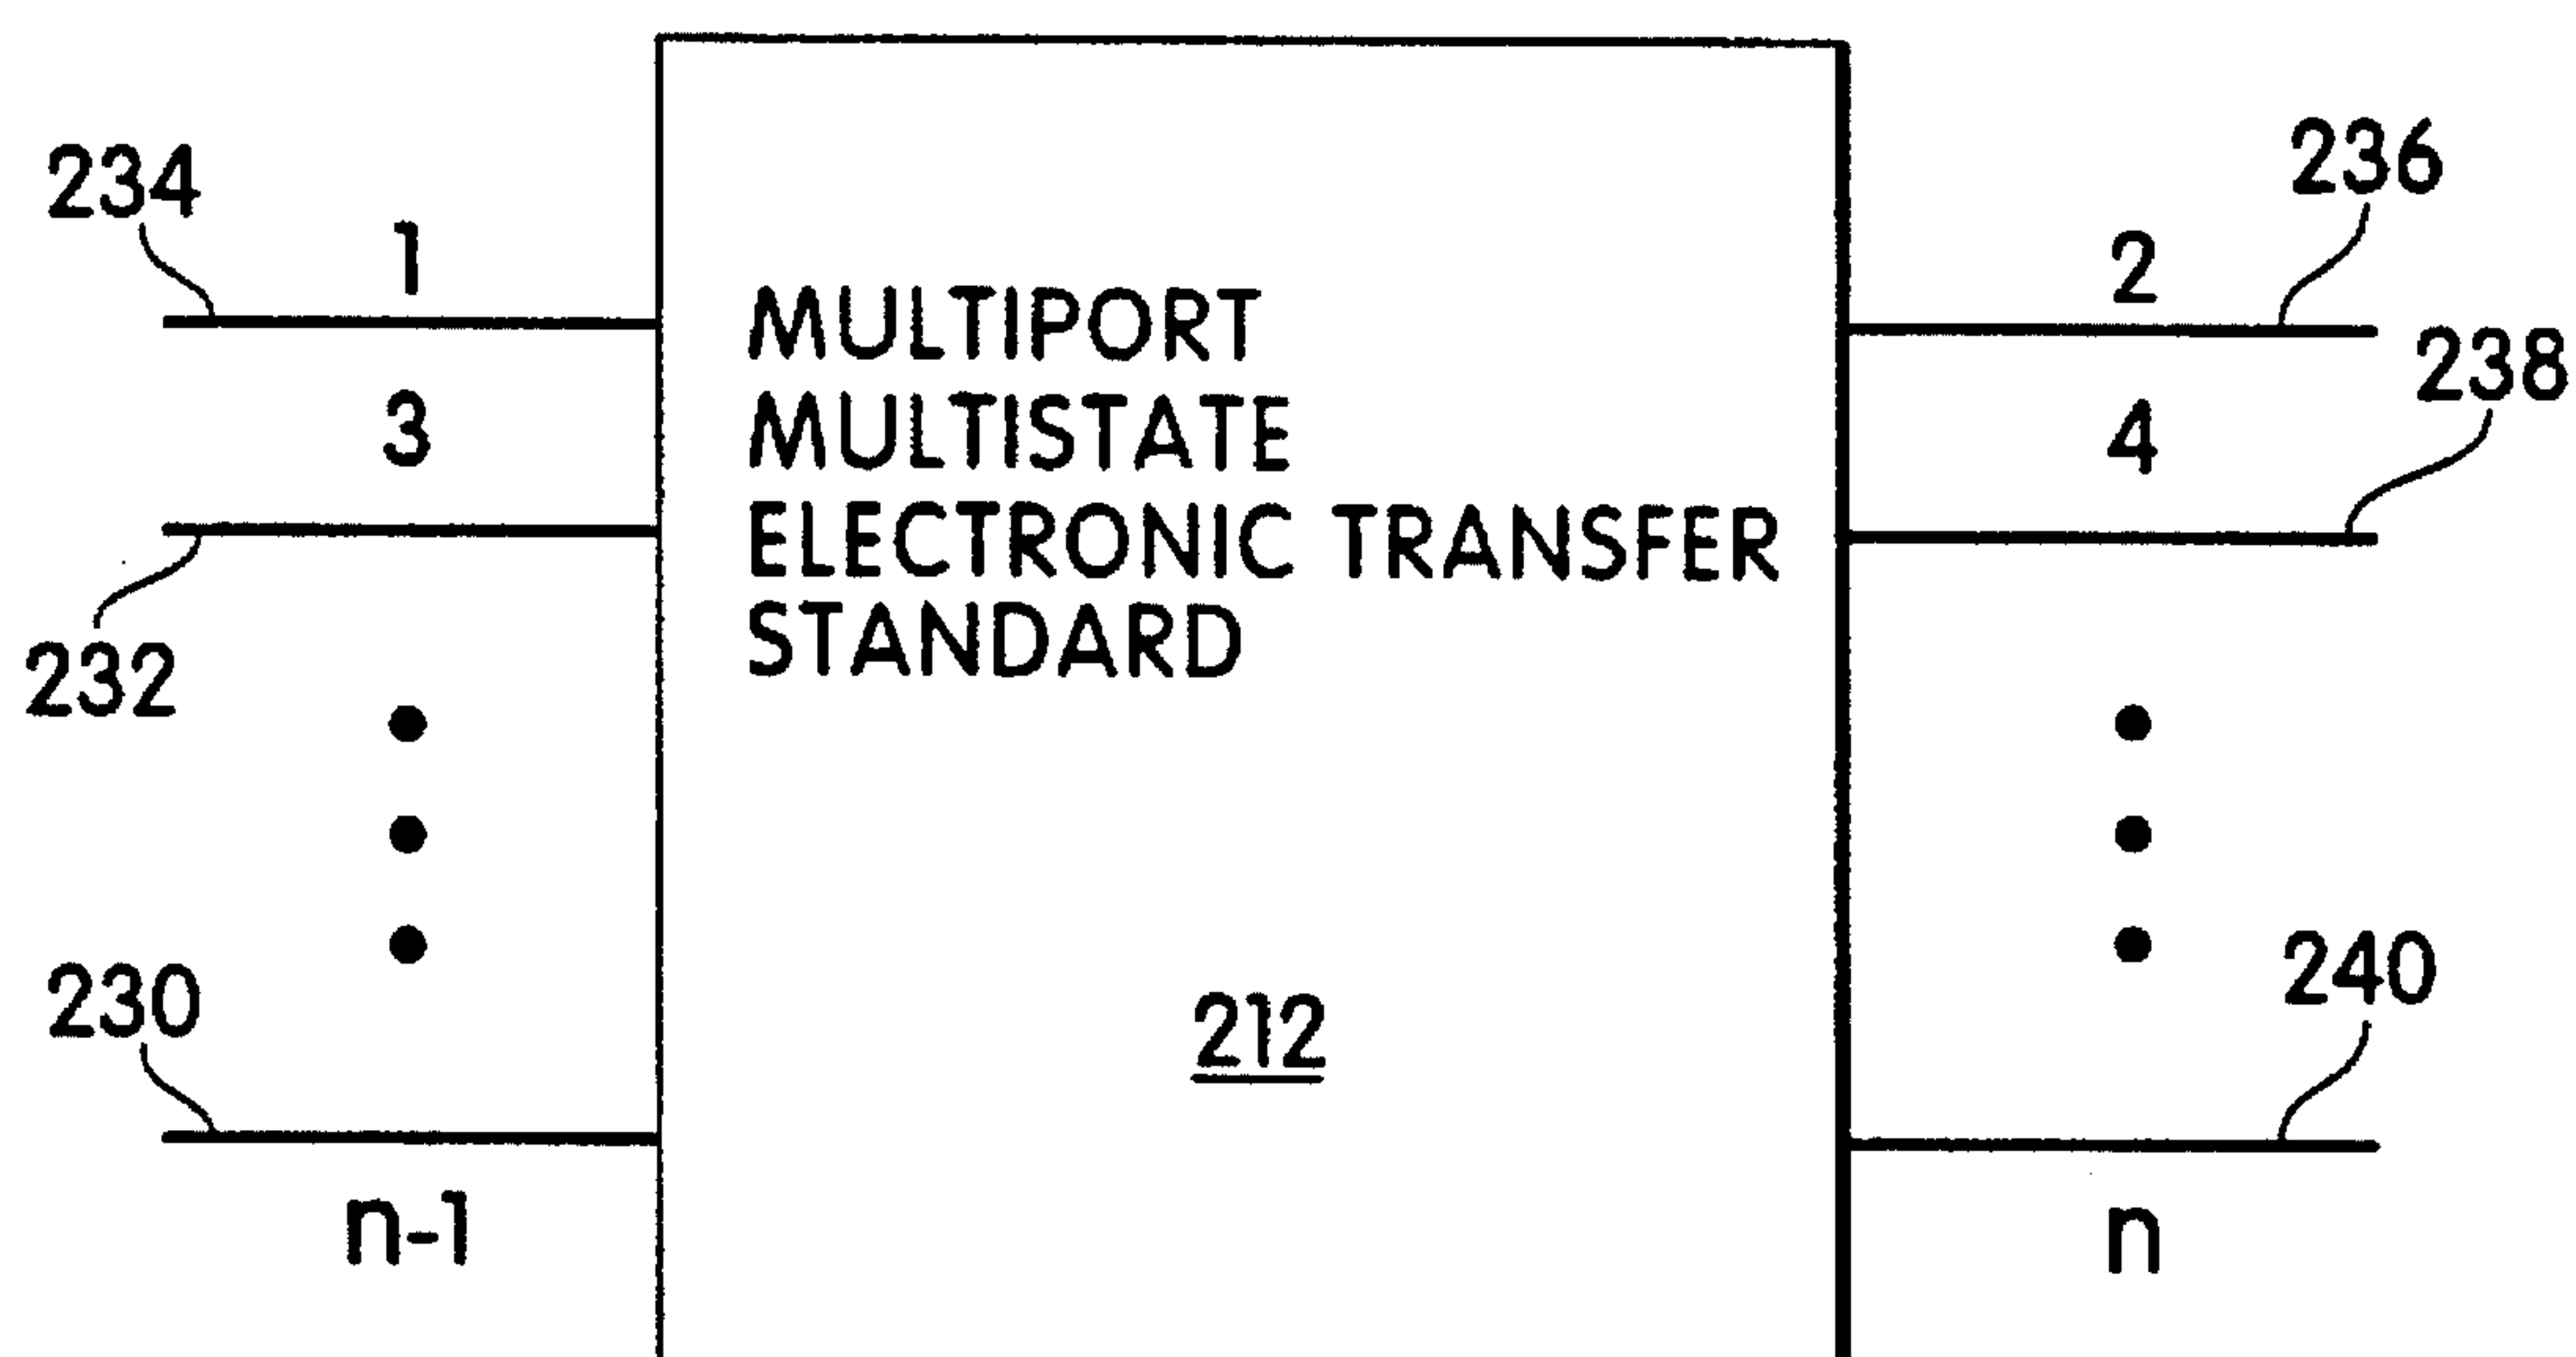 234
1
236
2
238
3
4
MULTIPORT
MULTISTATE
ELECTRONIC TRANSFER
STANDARD
232
230
212
240
n-1
n